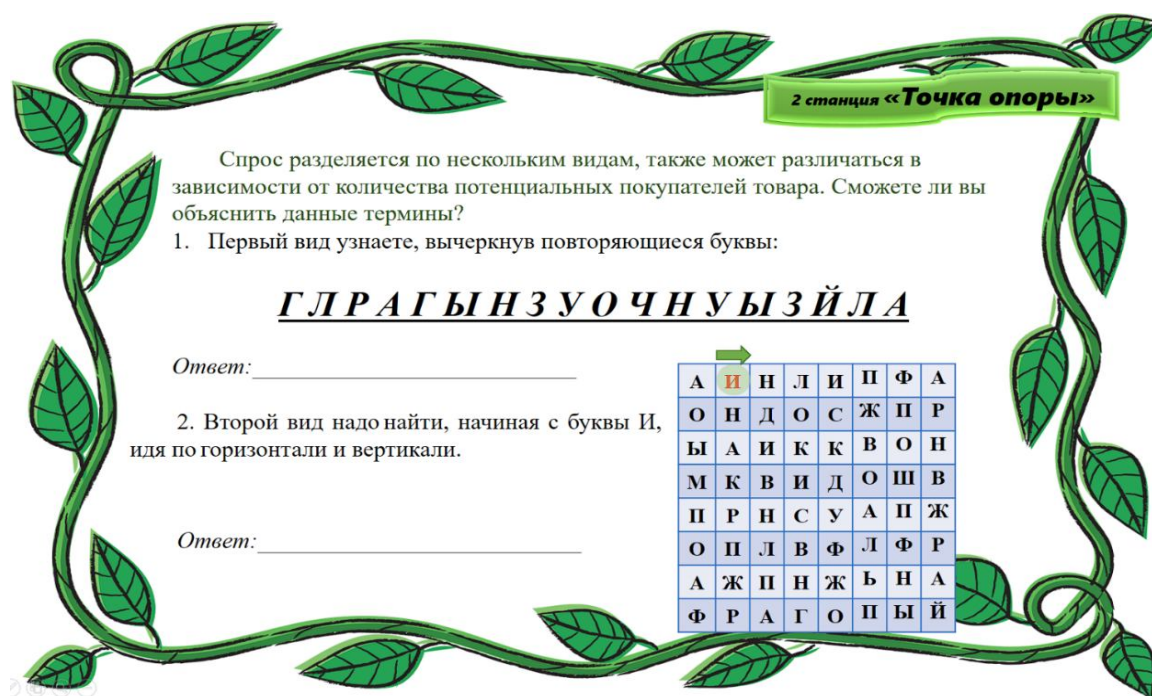 2 станция «Точка опоры»
Спрос разделяется по нескольким видам, также может различаться в
зависимости от количества потенциальных покупателей товара. Сможете ли вы
объяснить данные термины?
1. Первый вид узнаете, вычеркнув повторяющиеся буквы:
Г Л Р А Г Ы Н З У О Ч Н У Ы З Й Л А
Ответ:
2. Второй вид надо найти, начиная с буквы И,
идя по горизонтали и вертикали.
Ответ:
А И Н Л И П Ф А
О Н Д О С Ж П Р
Ы А И К К В О Н
М К В И Д О Ш В
П Р Н С У А П Ж
О П Л В Ф Л Ф Р
А Ж П Н Ж Ь Н А
Ф Р А Г О П Ы Й